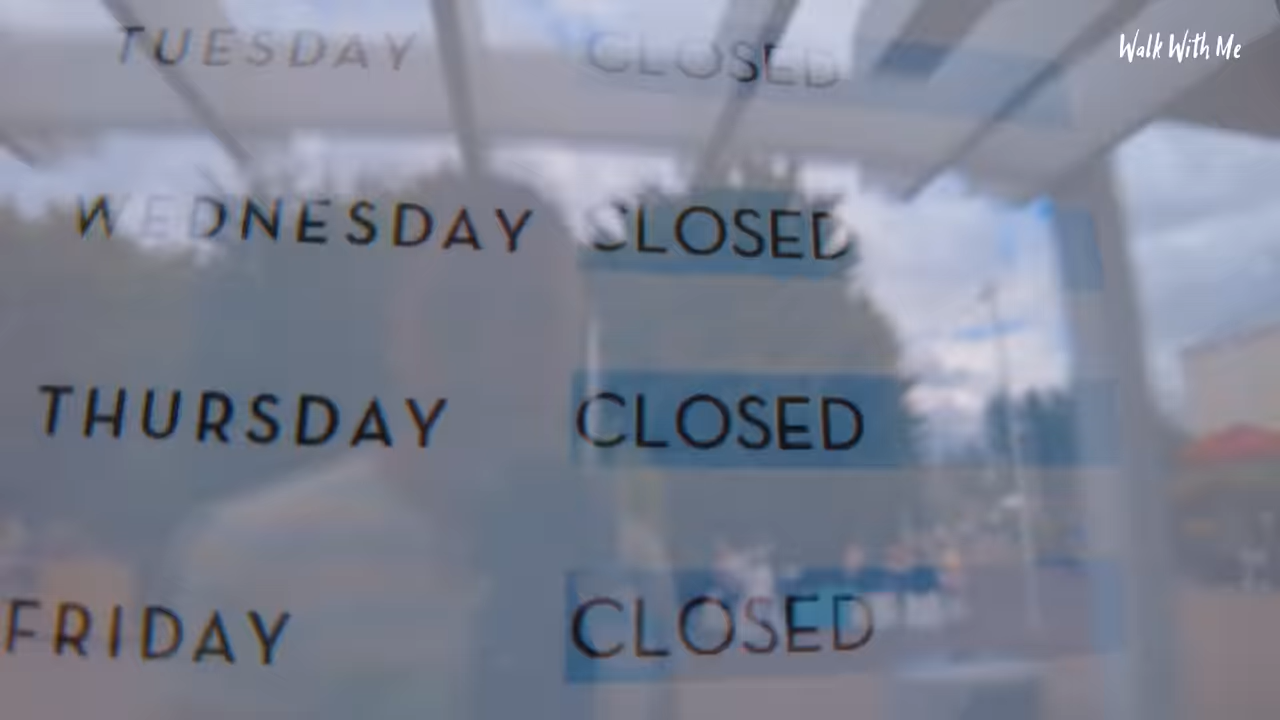 Walk With Me
TUESDAY CLOSED
WEDNESDAY CLOSED
THURSDAY CLOSED
FRIDAY CLOSED